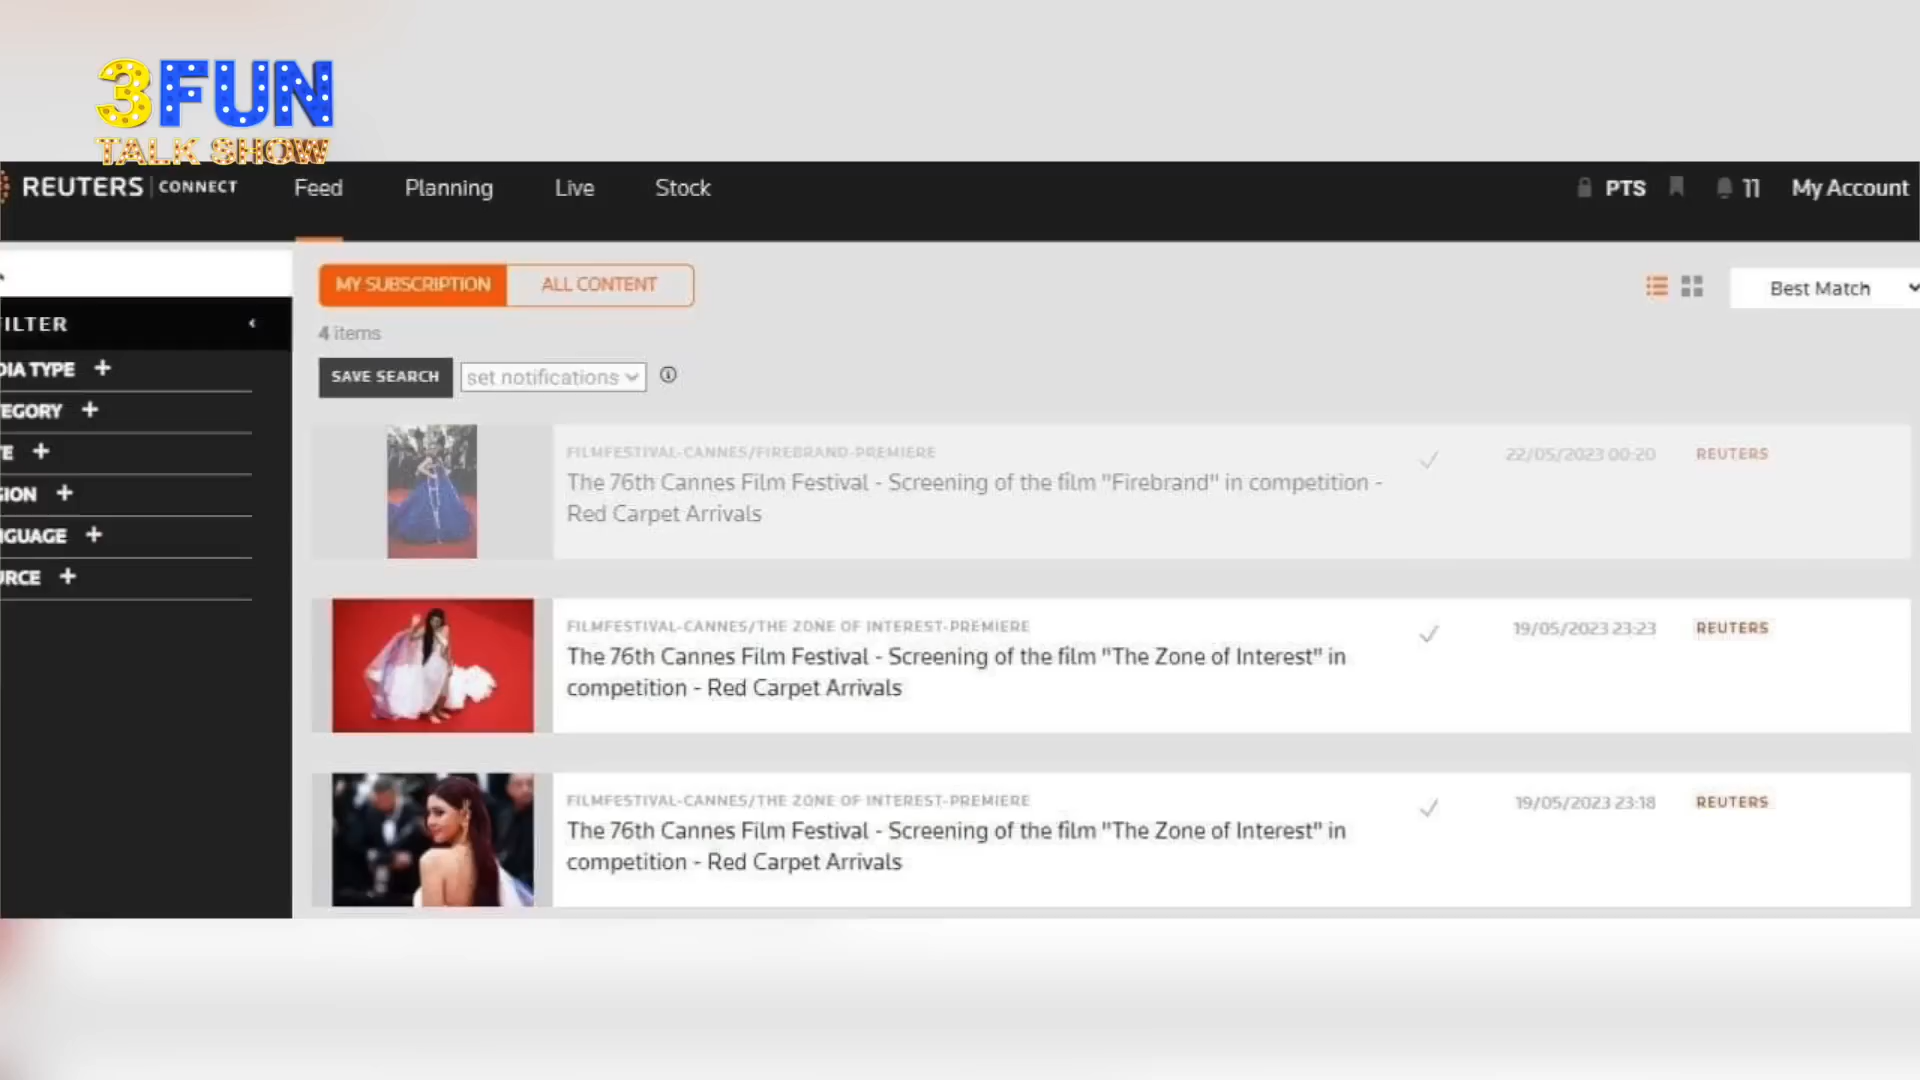 3FUN
TALK SHOW
REUTERS CONNECT Feed Planning Live Stock PTS 11 My Account
MY SUBSCRIPTION ALL CONTENT Best Match
4 items
SAVE SEARCH set notifications
ILTER
DIA TYPE +
EGORY +
E +
ION +
GUAGE +
URCE +
FILMFESTIVAL-CANNES/FIREBRAND-PREMIERE 22/05/2023 00:20 REUTERS
The 76th Cannes Film Festival - Screening of the film "Firebrand" in competition -
Red Carpet Arrivals
FILMFESTIVAL-CANNES/THE ZONE OF INTEREST-PREMIERE 19/05/2023 23:23 REUTERS
The 76th Cannes Film Festival - Screening of the film "The Zone of Interest" in
competition - Red Carpet Arrivals
FILMFESTIVAL-CANNES/THE ZONE OF INTEREST-PREMIERE 19/05/2023 23:18 REUTERS
The 76th Cannes Film Festival - Screening of the film "The Zone of Interest" in
competition - Red Carpet Arrivals